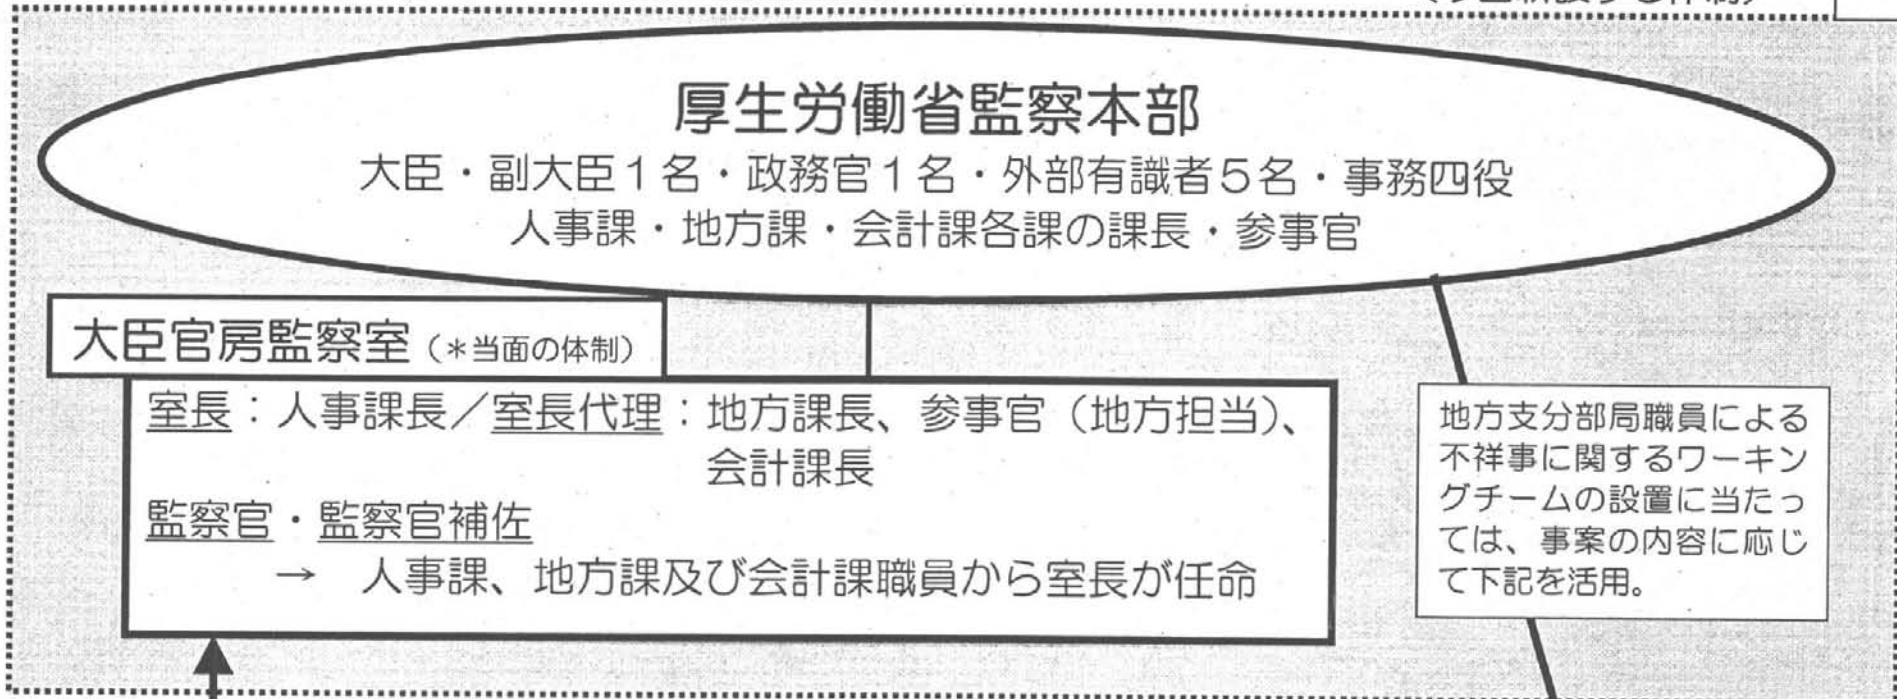 厚生労働省監察本部
大臣・副大臣１名・政務官１名・外部有識者５名・事務四役
人事課・地方課・会計課各課の課長・参事官
大臣官房監察室（＊当面の体制）
室長：人事課長／室長代理：地方課長、参事官（地方担当）、
会計課長
監察官・監察官補佐
→　人事課、地方課及び会計課職員から室長が任命
地方支分部局職員による
不祥事に関するワーキン
グチームの設置に当たっ
ては、事案の内容に応じ
て下記を活用。